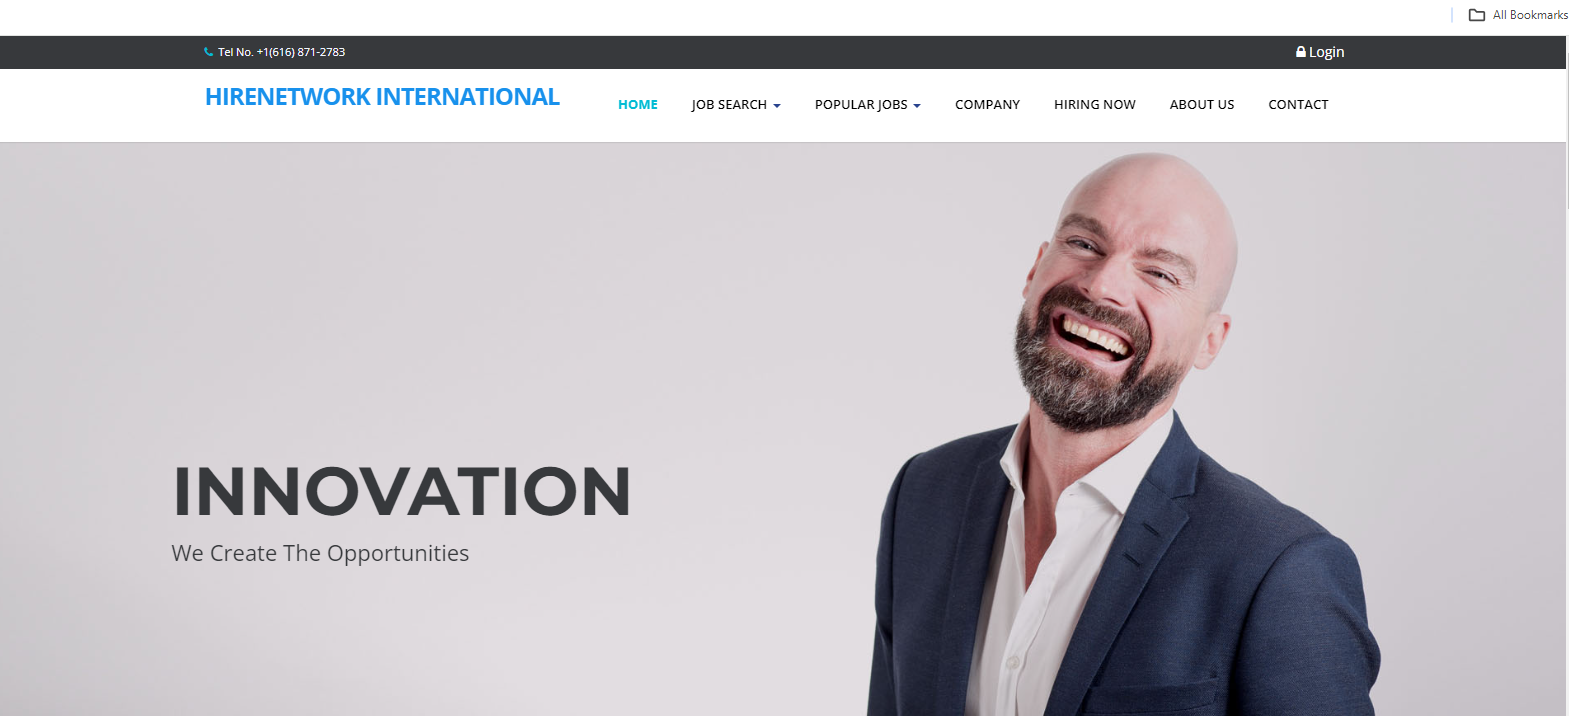 All Bookmarks
Tel No. +1(616) 871-2783
Login
HIRENETWORK INTERNATIONAL
HOME JOB SEARCH POPULAR JOBS COMPANY HIRING NOW ABOUT US CONTACT
INNOVATION
We Create The Opportunities